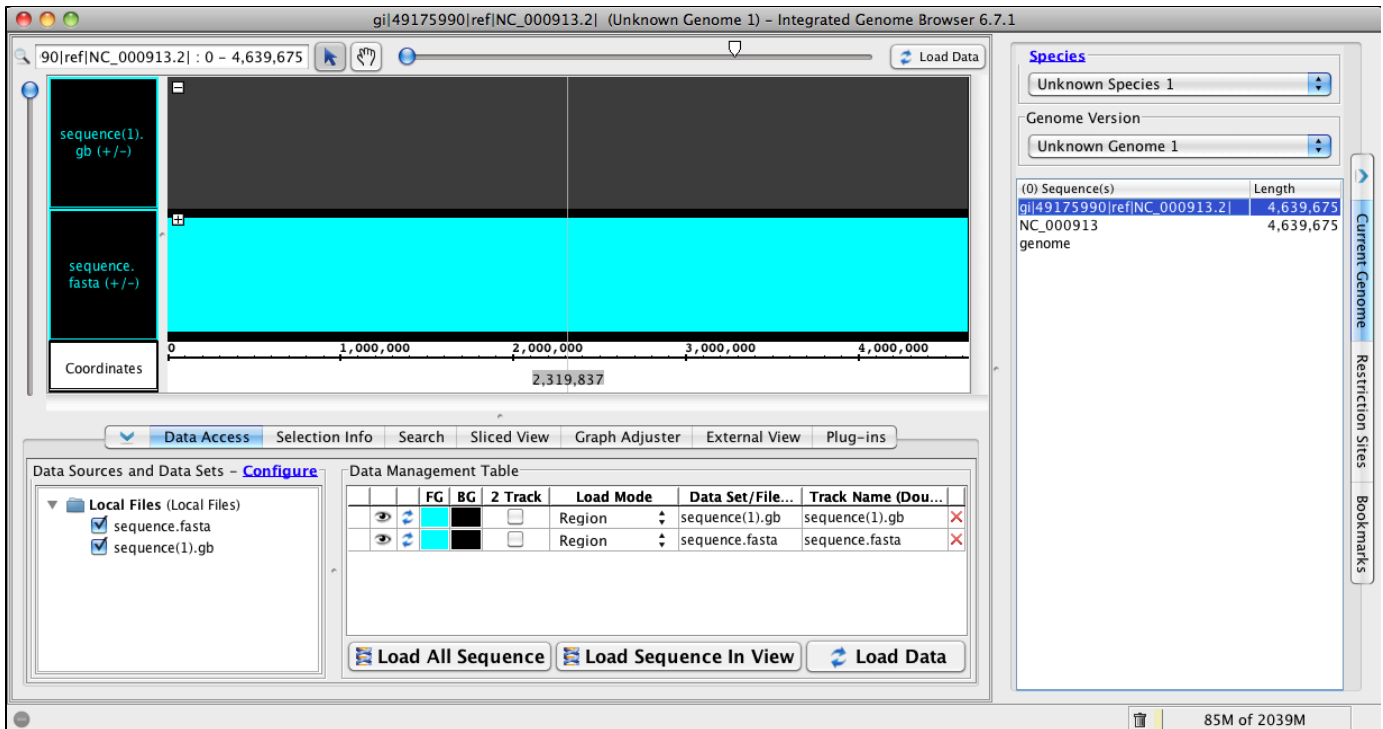 gi|49175990|ref|NC_000913.2| (Unknown Genome 1) – Integrated Genome Browser 6.7.1
90|ref|NC_000913.2| : 0 – 4,639,675
Load Data
sequence(1).
gb (+/-)
sequence.
fasta (+/-)
Coordinates
0 1,000,000 2,000,000 3,000,000 4,000,000
2,319,837
Species
Unknown Species 1
Genome Version
Unknown Genome 1
(0) Sequence(s) Length
gi|49175990|ref|NC_000913.2| 4,639,675
NC_000913 4,639,675
genome
Current Genome
Restriction Sites
Bookmarks
Data Access Selection Info Search Sliced View Graph Adjuster External View Plug-ins
Data Sources and Data Sets – Configure
Local Files (Local Files)
sequence.fasta
sequence(1).gb
Data Management Table
FG BG 2 Track Load Mode Data Set/File... Track Name (Dou...
Region sequence(1).gb sequence(1).gb
Region sequence.fasta sequence.fasta
Load All Sequence Load Sequence In View Load Data
85M of 2039M